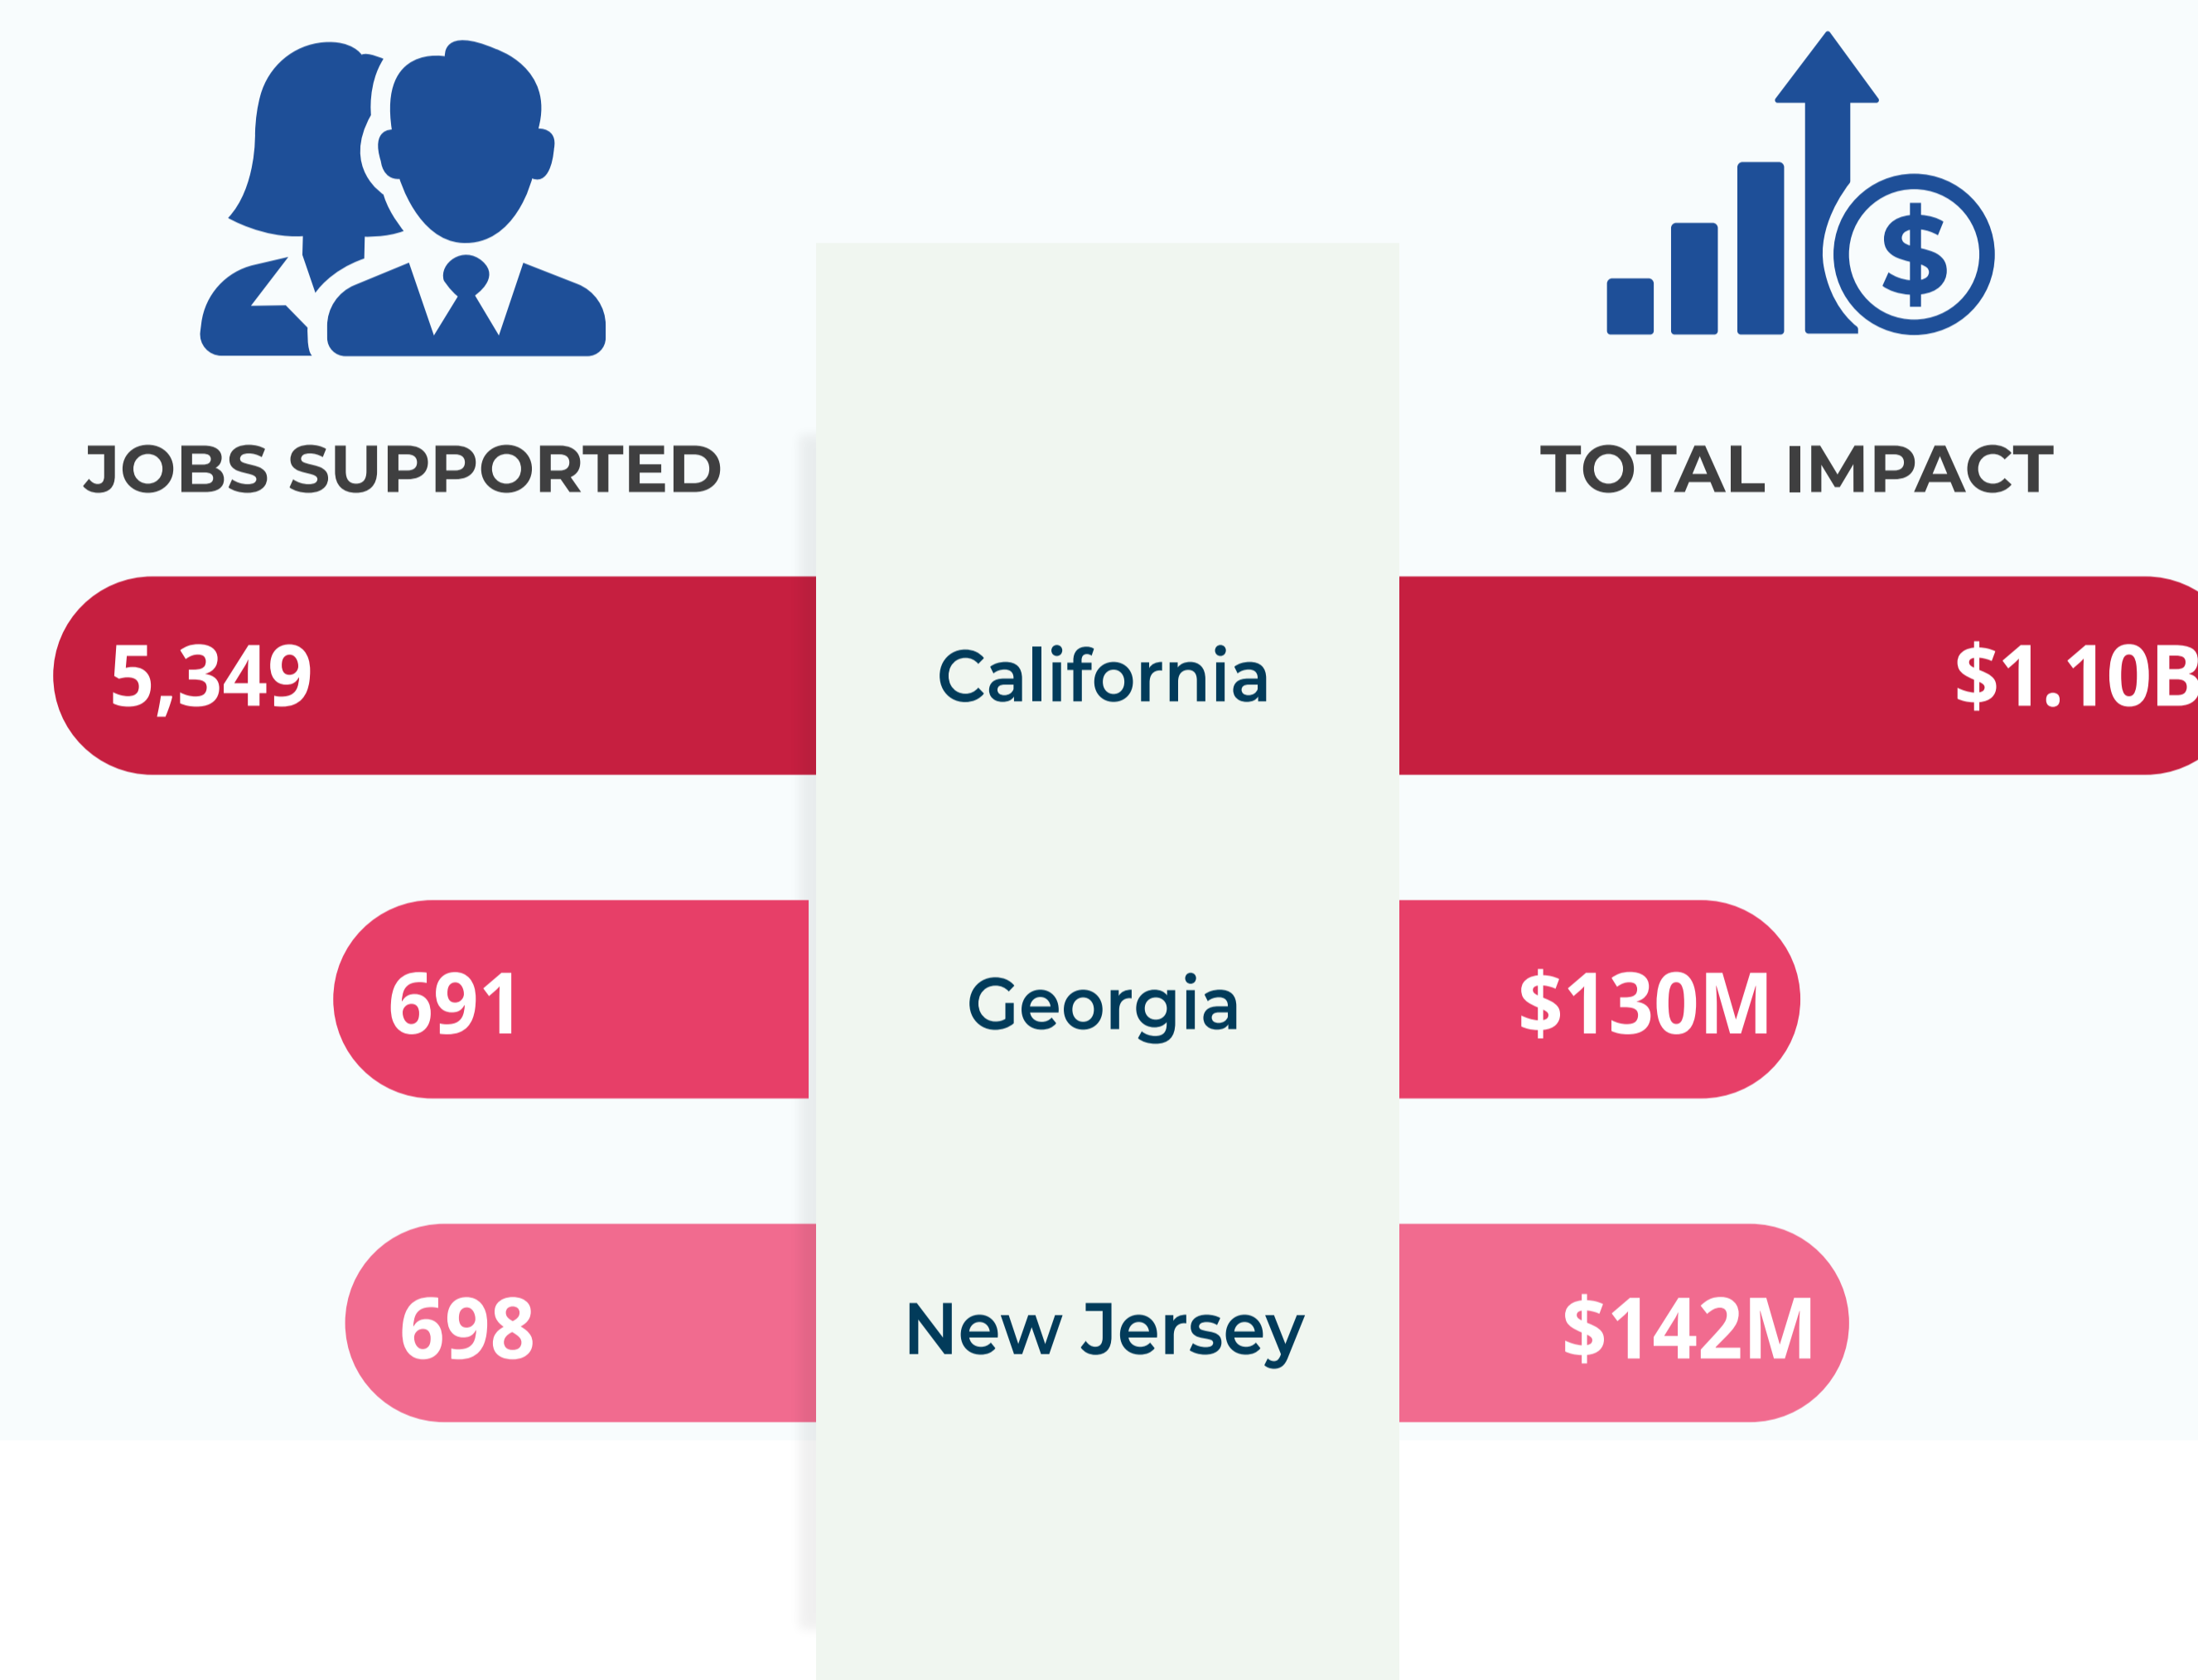 JOBS SUPPORTED
TOTAL IMPACT
5,349 California $1.10B
691 Georgia $130M
698 New Jersey $142M